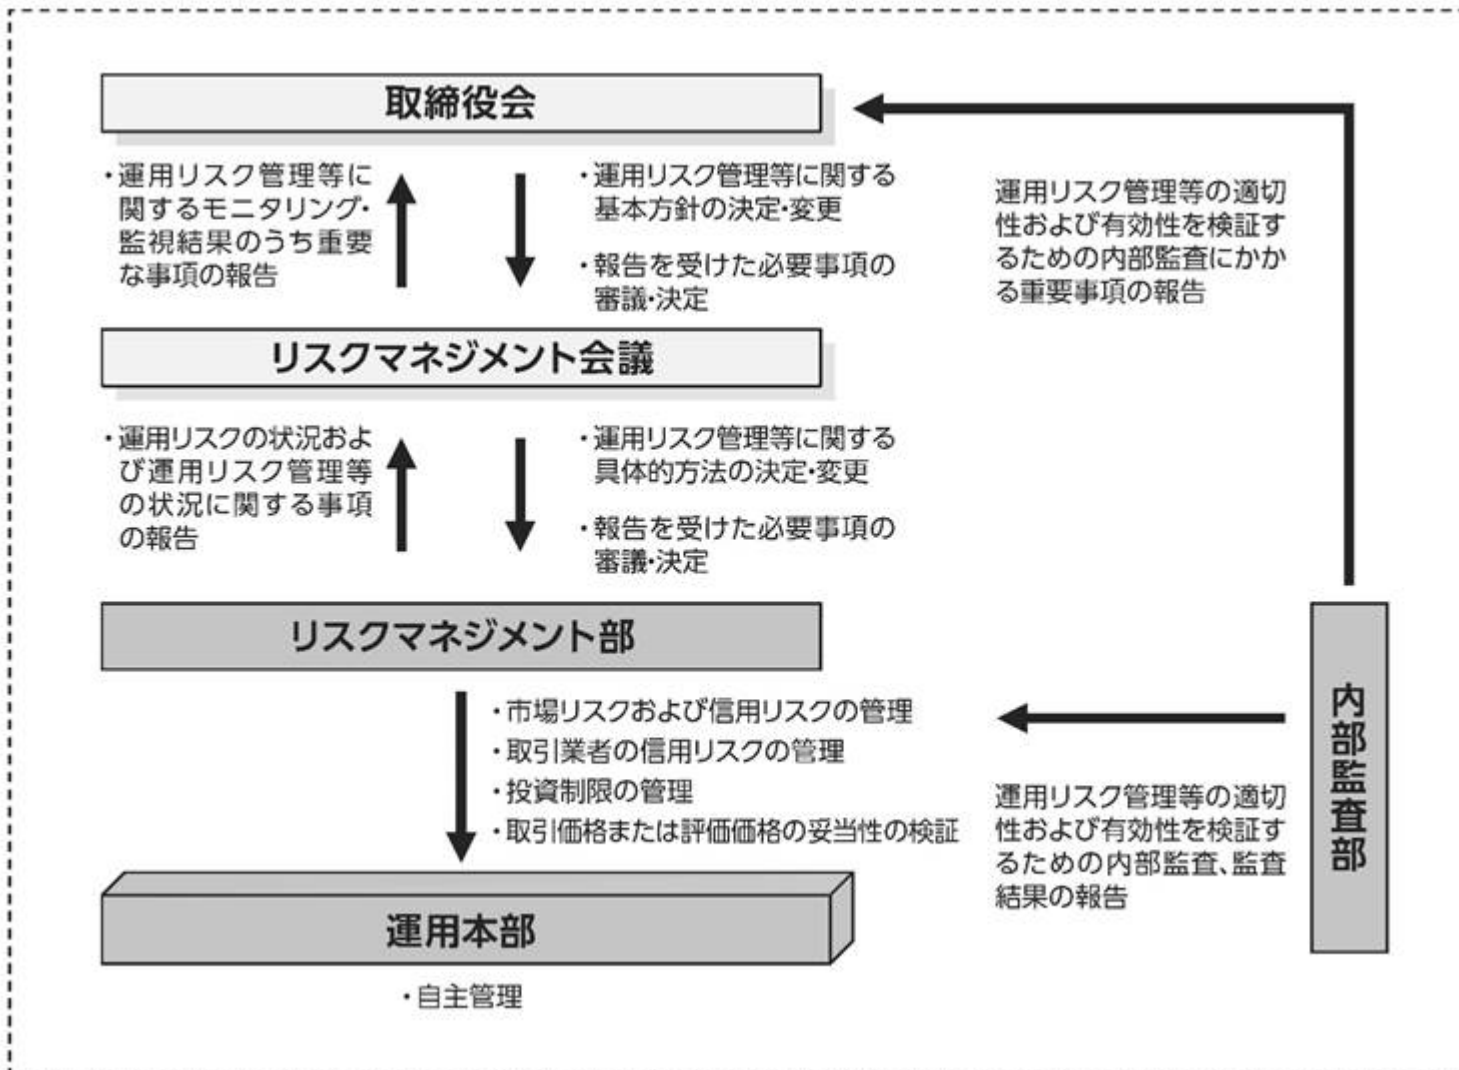 取締役会
・運用リスク管理等に
関するモニタリング・
監視結果のうち重要
な事項の報告
・運用リスク管理等に関する
基本方針の決定・変更
・報告を受けた必要事項の
審議・決定
運用リスク管理等の適切
性および有効性を検証す
るための内部監査にかか
る重要事項の報告
リスクマネジメント会議
・運用リスクの状況およ
び運用リスク管理等
の状況に関する事項
の報告
・運用リスク管理等に関する
具体的方法の決定・変更
・報告を受けた必要事項の
審議・決定
リスクマネジメント部
・市場リスクおよび信用リスクの管理
・取引業者の信用リスクの管理
・投資制限の管理
・取引価格または評価価格の妥当性の検証
運用リスク管理等の適切
性および有効性を検証す
るための内部監査、監査
結果の報告
内部監査部
運用本部
・自主管理